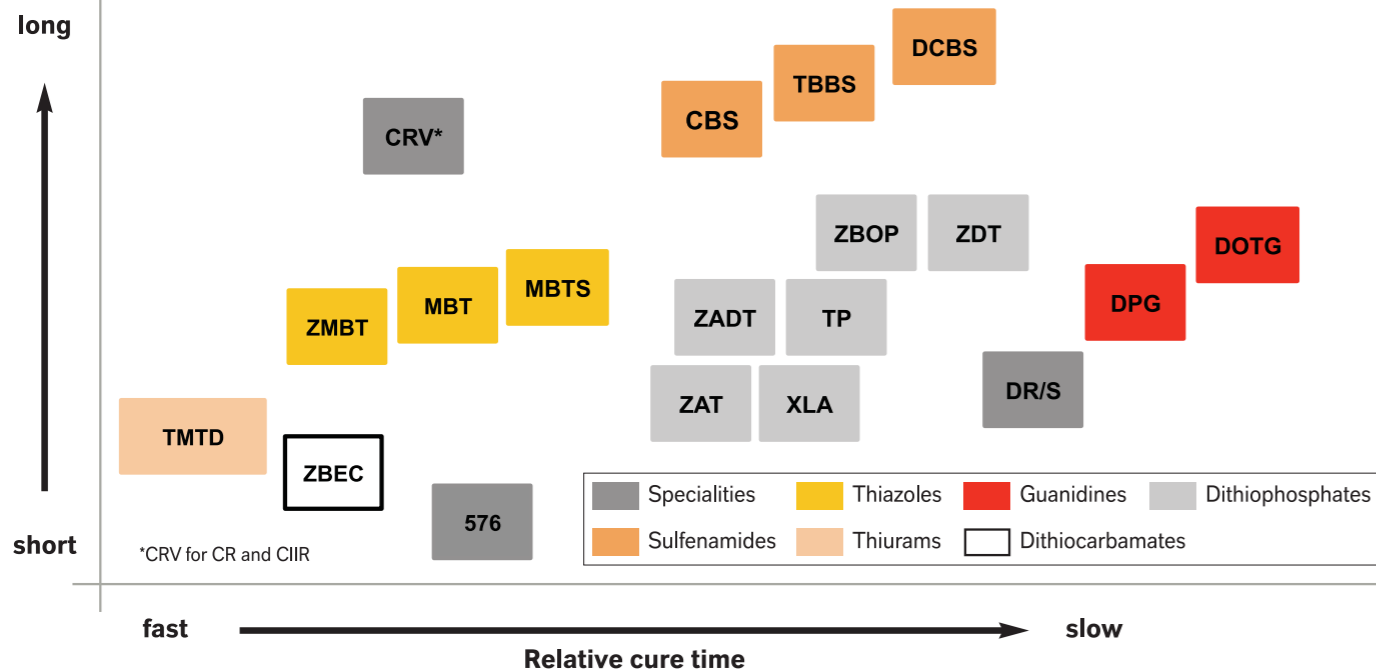 long
DCBS
TBBS
CBS
CRV*
ZBOP
ZDT
DOTG
MBTS
DPG
MBT
ZMBT
ZADT
TP
DR/S
ZAT
XLA
TMTD
ZBEC
576
Specialities
Thiazoles
Guanidines
Dithiophosphates
Sulfenamides
Thiurams
Dithiocarbamates
short
*CRV for CR and CIIR
fast
slow
Relative cure time